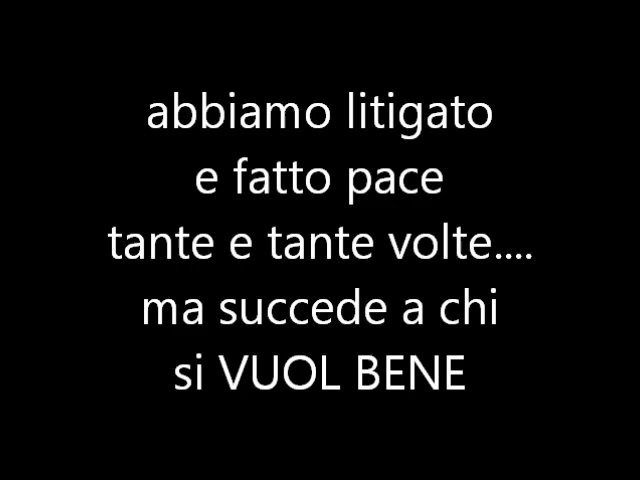 abbiamo litigato
e fatto pace
tante e tante volte....
ma succede a chi
si VUOL BENE